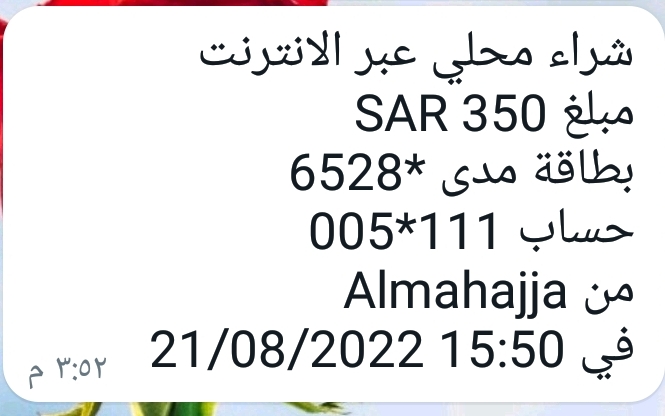 شراء محلي عبر الانترنت
مبلغ SAR 350
بطاقة مدى *6528
حساب 111*005
من Almahajja
في 21/08/2022 15:50
٣:٥٢ م